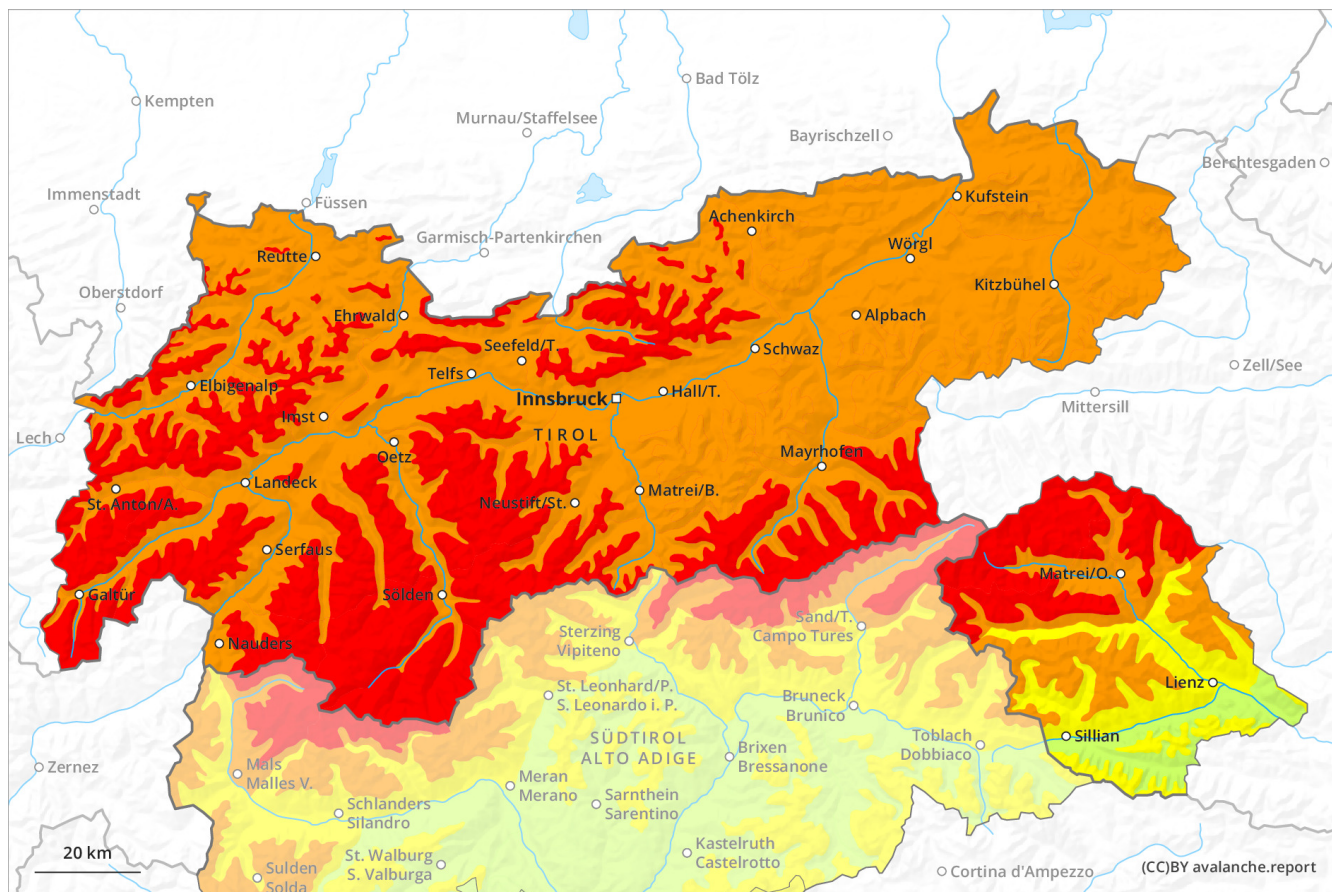 Bad Tölz
Kempten
Murnau/Staffelsee
Bayrischzell
Berchtesgaden
Immenstadt
Füssen
Kufstein
Achenkirch
Garmisch-Partenkirchen
Wörgl
Reutte
Kitzbühel
Oberstdorf
Ehrwald
Alpbach
Seefeld/T.
Schwaz
Zell/See
Telfs
Elbigenalp
Hall/T.
Innsbruck
Mittersill
Imst
Lech
TIROL
Oetz
Mayrhofen
Landeck
Matrei/B.
St. Anton/A.
Neustift/St.
Serfaus
Matrei/O.
Galtür
Sölden
Sand/T.
Campo Tures
Sterzing
Vipiteno
Nauders
Lienz
St. Leonhard/P.
S. Leonardo i. P.
Bruneck
Brunico
SÜDTIROL
ALTO ADIGE
Toblach
Dobbiaco
Sillian
Brixen
Bressanone
Zernez
Mals
Malles V.
Meran
Merano
Sarnthein
Sarentino
Schlanders
Silandro
Kastelruth
Castelrotto
St. Walburg
S. Valburga
20 km
Sulden
Solda
Cortina d'Ampezzo
(CC)BY avalanche.report